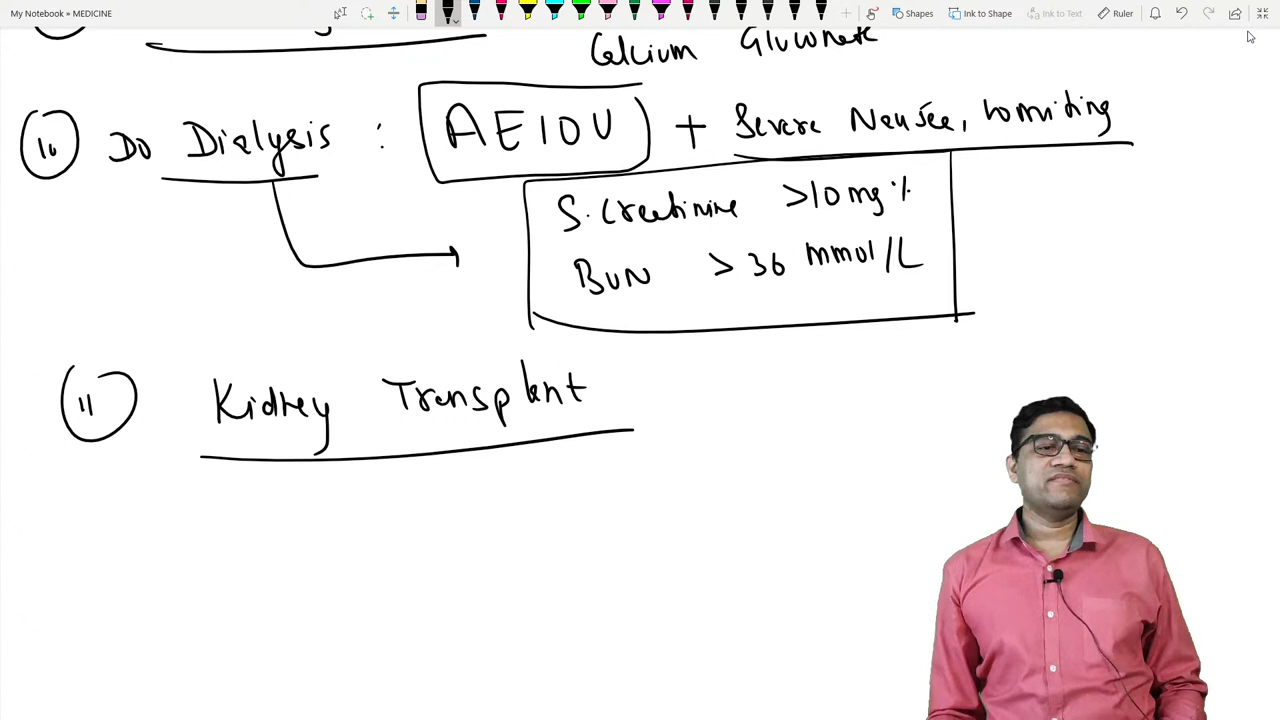 My Notebook » MEDICINE
Shapes Ink to Shape Ink to Text Ruler
Calcium Gluconate
10 Do Dialysis : AEIOU + Severe Nausea, Vomiting
S. Creatinine >10 mg %
BUN > 36 mmol/L
11 Kidney Transplant